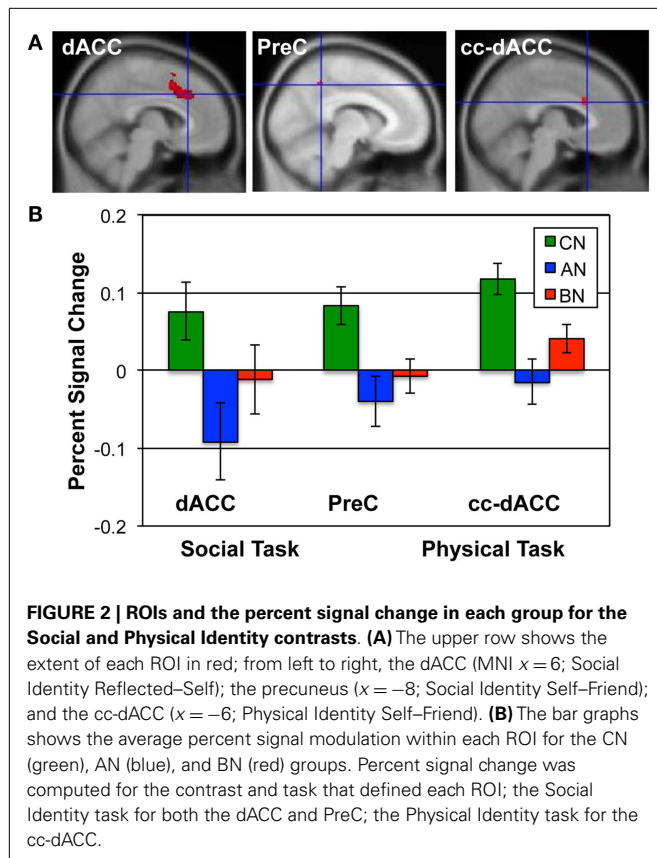 A
dACC
PreC
cc-dACC
B
0.2
0.1
0
-0.1
-0.2
Percent Signal Change
CN
AN
BN
dACC
PreC
cc-dACC
Social Task
Physical Task
FIGURE 2 | ROIs and the percent signal change in each group for the
Social and Physical Identity contrasts. (A) The upper row shows the
extent of each ROI in red; from left to right, the dACC (MNI x = 6; Social
Identity Reflected–Self); the precuneus (x = −8; Social Identity Self–Friend);
and the cc-dACC (x = −6; Physical Identity Self–Friend). (B) The bar graphs
shows the average percent signal modulation within each ROI for the CN
(green), AN (blue), and BN (red) groups. Percent signal change was
computed for the contrast and task that defined each ROI; the Social
Identity task for both the dACC and PreC; the Physical Identity task for the
cc-dACC.